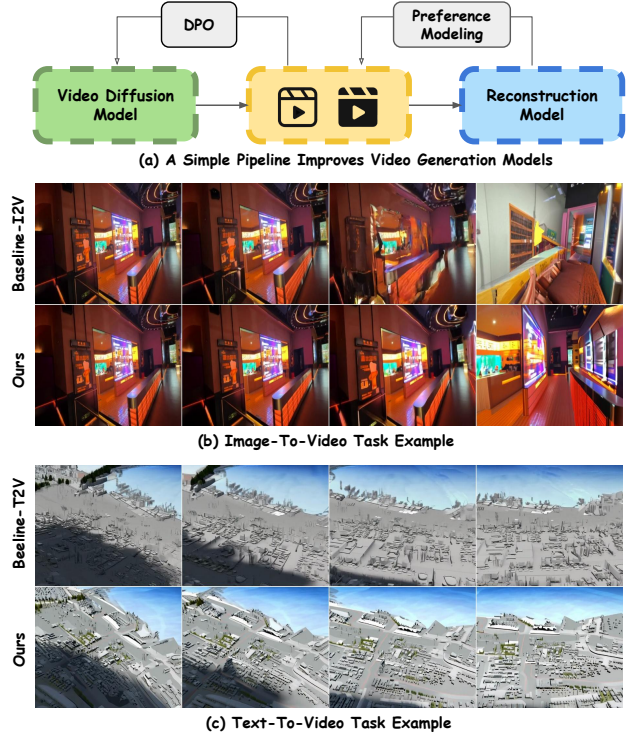 DPO
Preference
Modeling
Video Diffusion
Model
Reconstruction
Model
(a) A Simple Pipeline Improves Video Generation Models
Baseline-I2V
Ours
(b) Image-To-Video Task Example
Beeline-T2V
Ours
(c) Text-To-Video Task Example